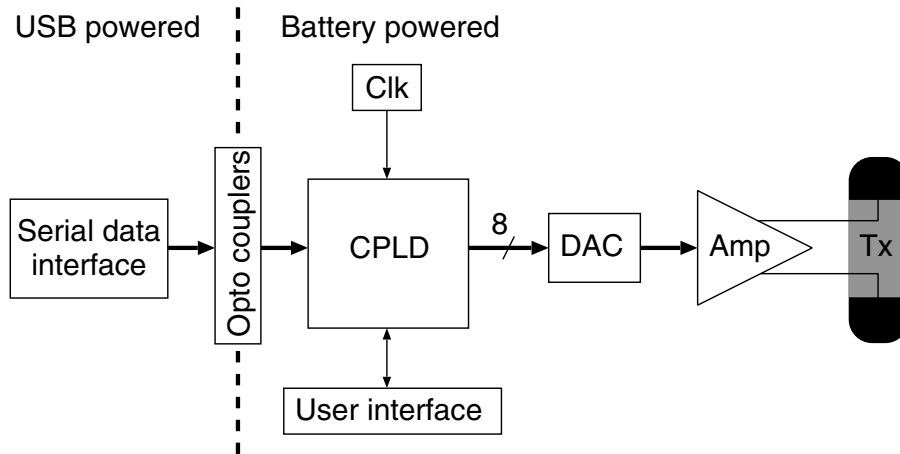 USB powered
Battery powered
Clk
Serial data
interface
Opto couplers
CPLD
8
DAC
Amp
Tx
User interface